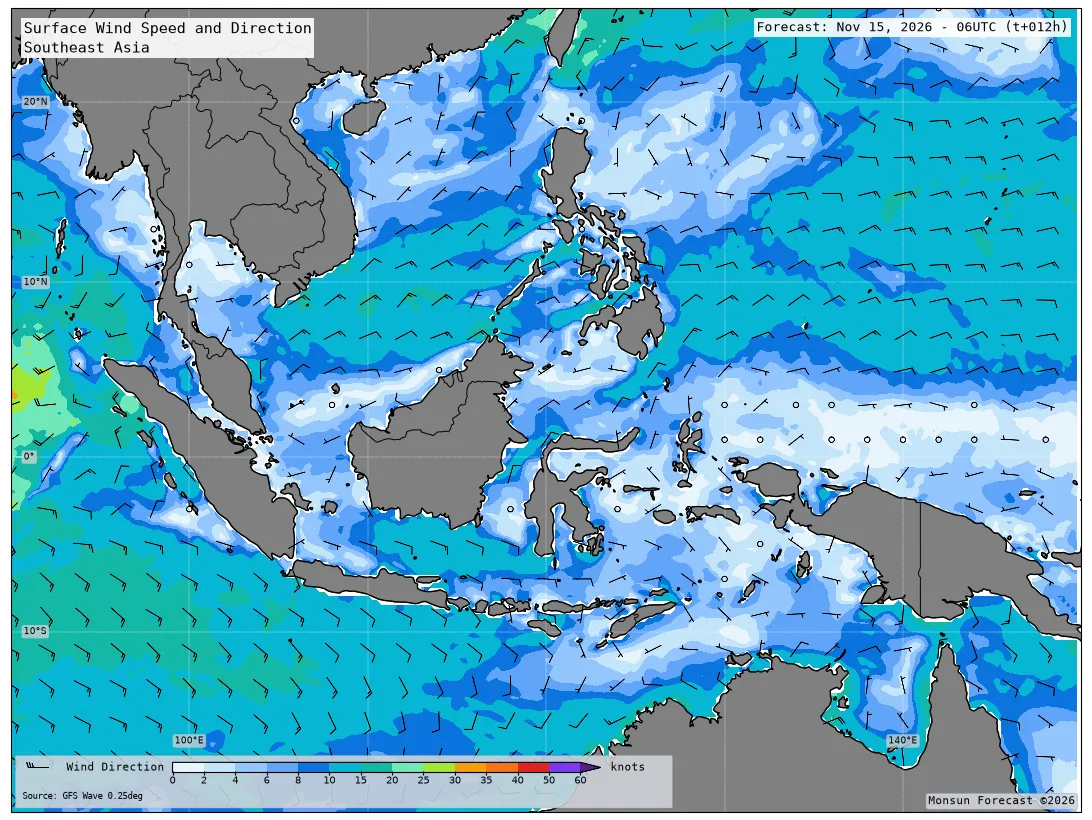 Surface Wind Speed and Direction
Southeast Asia
Forecast: Nov 15, 2026 - 06UTC (t+012h)
20°N
10°N
0°
10°S
100°E
140°E
Wind Direction
knots
0 2 4 6 8 10 15 20 25 30 35 40 50 60
Source: GFS Wave 0.25deg
Monsun Forecast ©2026